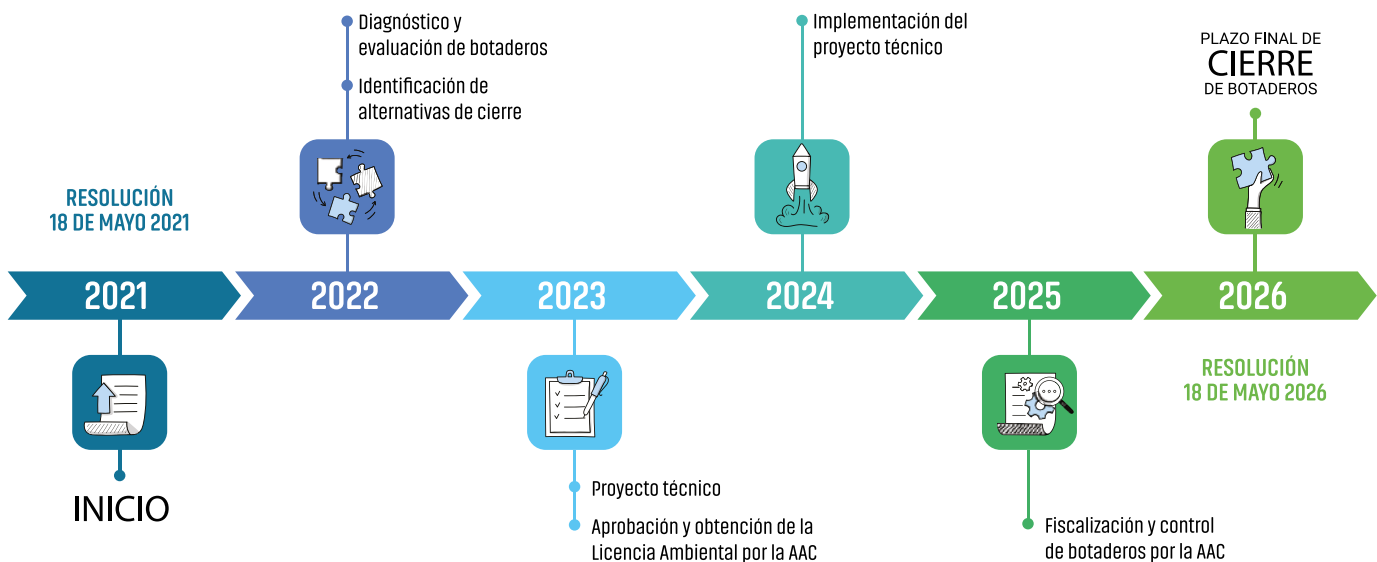 Diagnóstico y
evaluación de botaderos
Identificación de
alternativas de cierre
Implementación del
proyecto técnico
PLAZO FINAL DE
CIERRE
DE BOTADEROS
RESOLUCIÓN
18 DE MAYO 2021
2021
2022
2023
2024
2025
2026
RESOLUCIÓN
18 DE MAYO 2026
INICIO
Proyecto técnico
Aprobación y obtención de la
Licencia Ambiental por la AAC
Fiscalización y control
de botaderos por la AAC